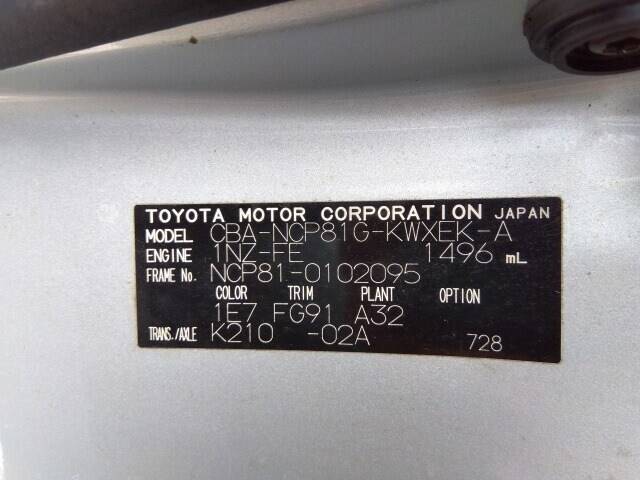 TOYOTA MOTOR CORPORATION JAPAN
MODEL CBA-NCP81G-KWXEK-A
ENGINE 1NZ-FE 1496 mL
FRAME No. NCP81-0102095
COLOR TRIM PLANT OPTION
1E7 FG91 A32
TRANS./AXLE K210 -02A 728